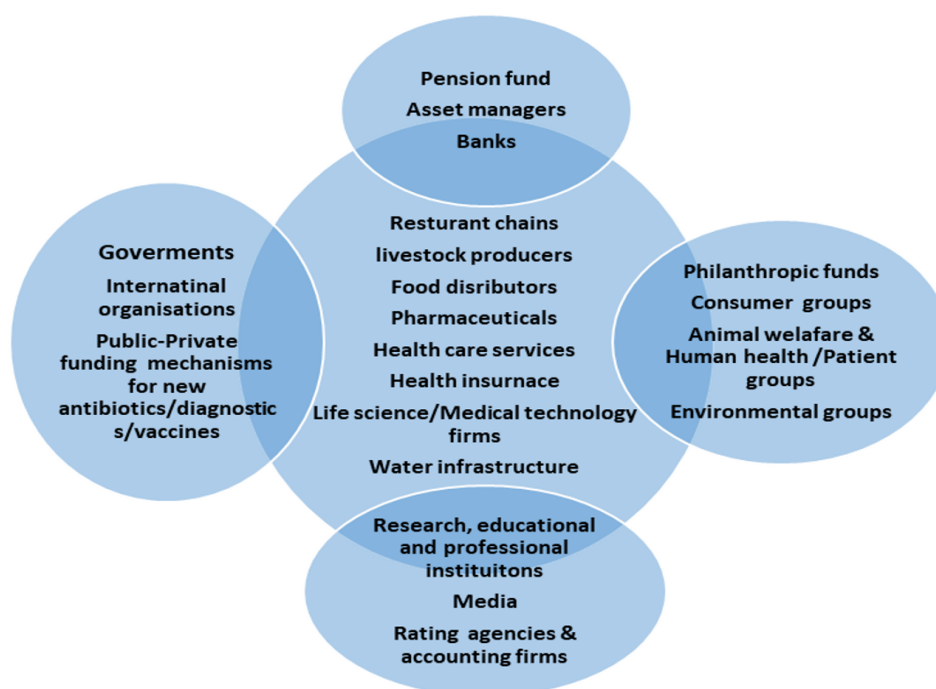 Pension fund
Asset managers
Banks
Goverments
Internatinal
organisations
Public-Private
funding mechanisms
for new
antibiotics/diagnostic
s/vaccines
Resturant chains
livestock producers
Food disributors
Pharmaceuticals
Health care services
Health insurnace
Life science/Medical technology
firms
Water infrastructure
Philanthropic funds
Consumer groups
Animal welafare &
Human health /Patient
groups
Environmental groups
Research, educational
and professional
instituitons
Media
Rating agencies &
accounting firms